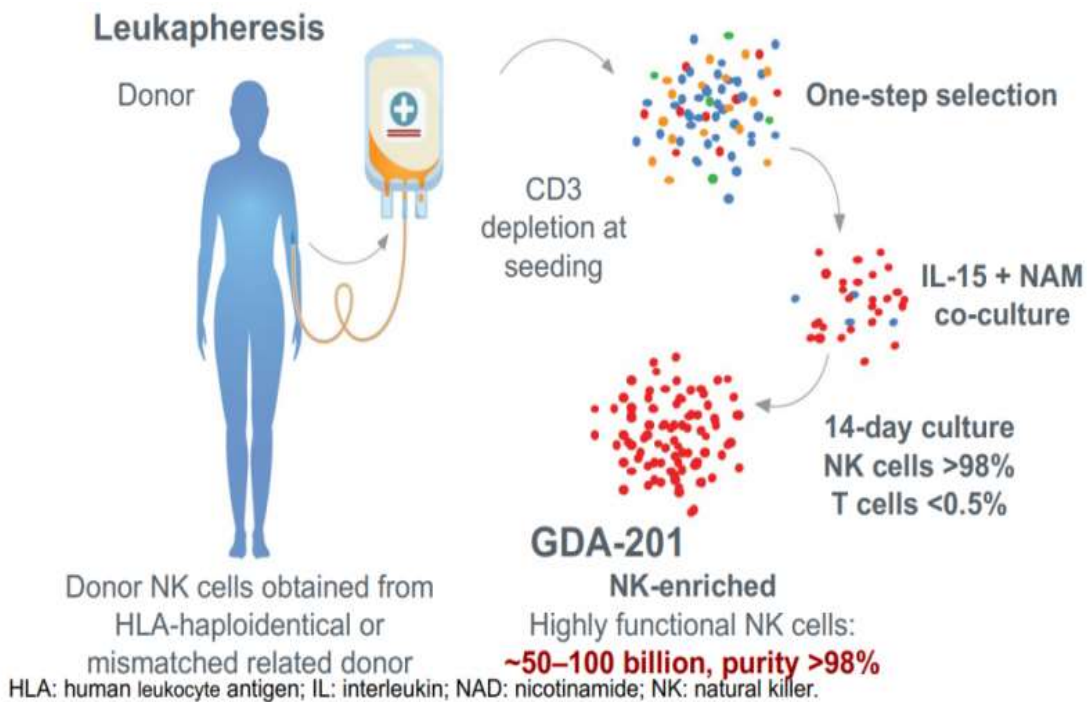 Leukapheresis
Donor
One-step selection
CD3
depletion at
seeding
IL-15 + NAM
co-culture
14-day culture
NK cells >98%
T cells <0.5%
GDA-201
NK-enriched
Highly functional NK cells:
~50–100 billion, purity >98%
Donor NK cells obtained from
HLA-haploidentical or
mismatched related donor
HLA: human leukocyte antigen; IL: interleukin; NAD: nicotinamide; NK: natural killer.